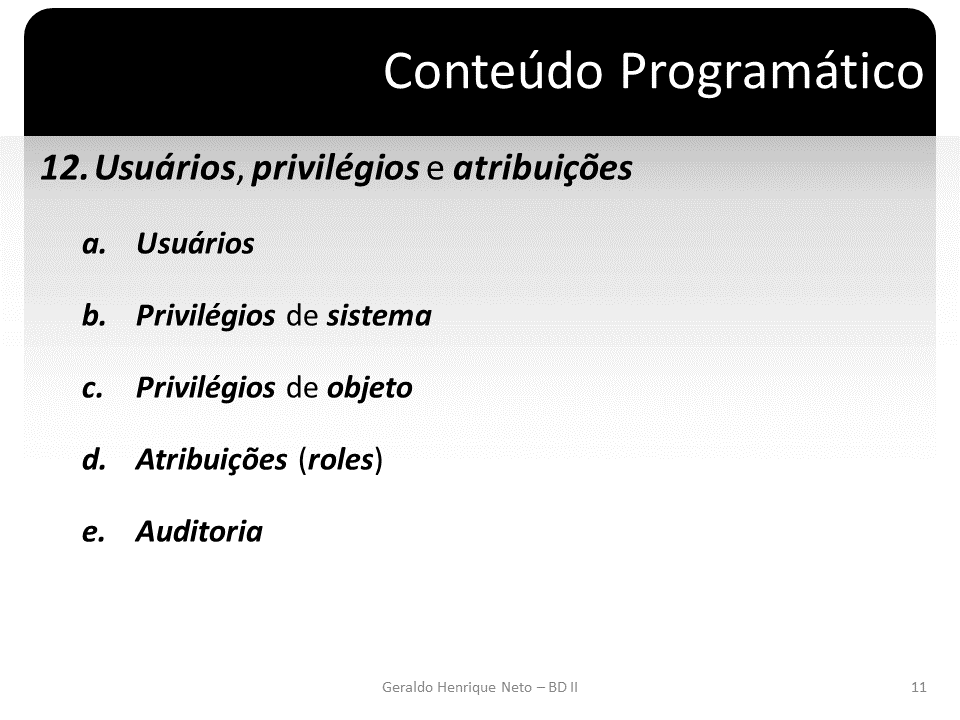 Conteúdo Programático
12. Usuários, privilégios e atribuições
a. Usuários
b. Privilégios de sistema
c. Privilégios de objeto
d. Atribuições (roles)
e. Auditoria
Geraldo Henrique Neto – BD II 11